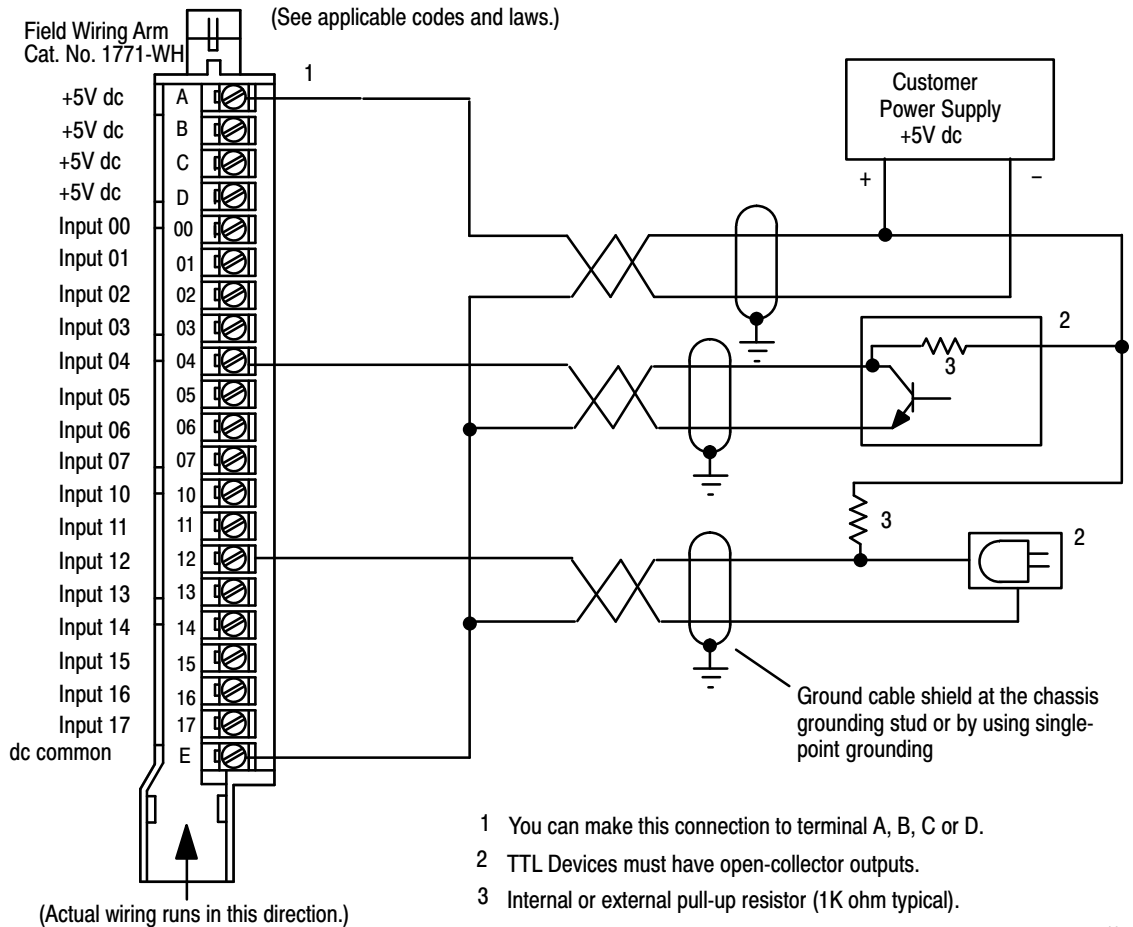 (See applicable codes and laws.)
Field Wiring Arm
Cat. No. 1771-WH
1
Customer
Power Supply
+5V dc
+
–
+5V dc A
+5V dc B
+5V dc C
+5V dc D
Input 00 00
Input 01 01
Input 02 02
Input 03 03
Input 04 04
Input 05 05
Input 06 06
Input 07 07
Input 10 10
Input 11 11
Input 12 12
Input 13 13
Input 14 14
Input 15 15
Input 16 16
Input 17 17
dc common E
2
3
3
2
Ground cable shield at the chassis
grounding stud or by using single-
point grounding
1 You can make this connection to terminal A, B, C or D.
2 TTL Devices must have open-collector outputs.
3 Internal or external pull-up resistor (1K ohm typical).
(Actual wiring runs in this direction.)